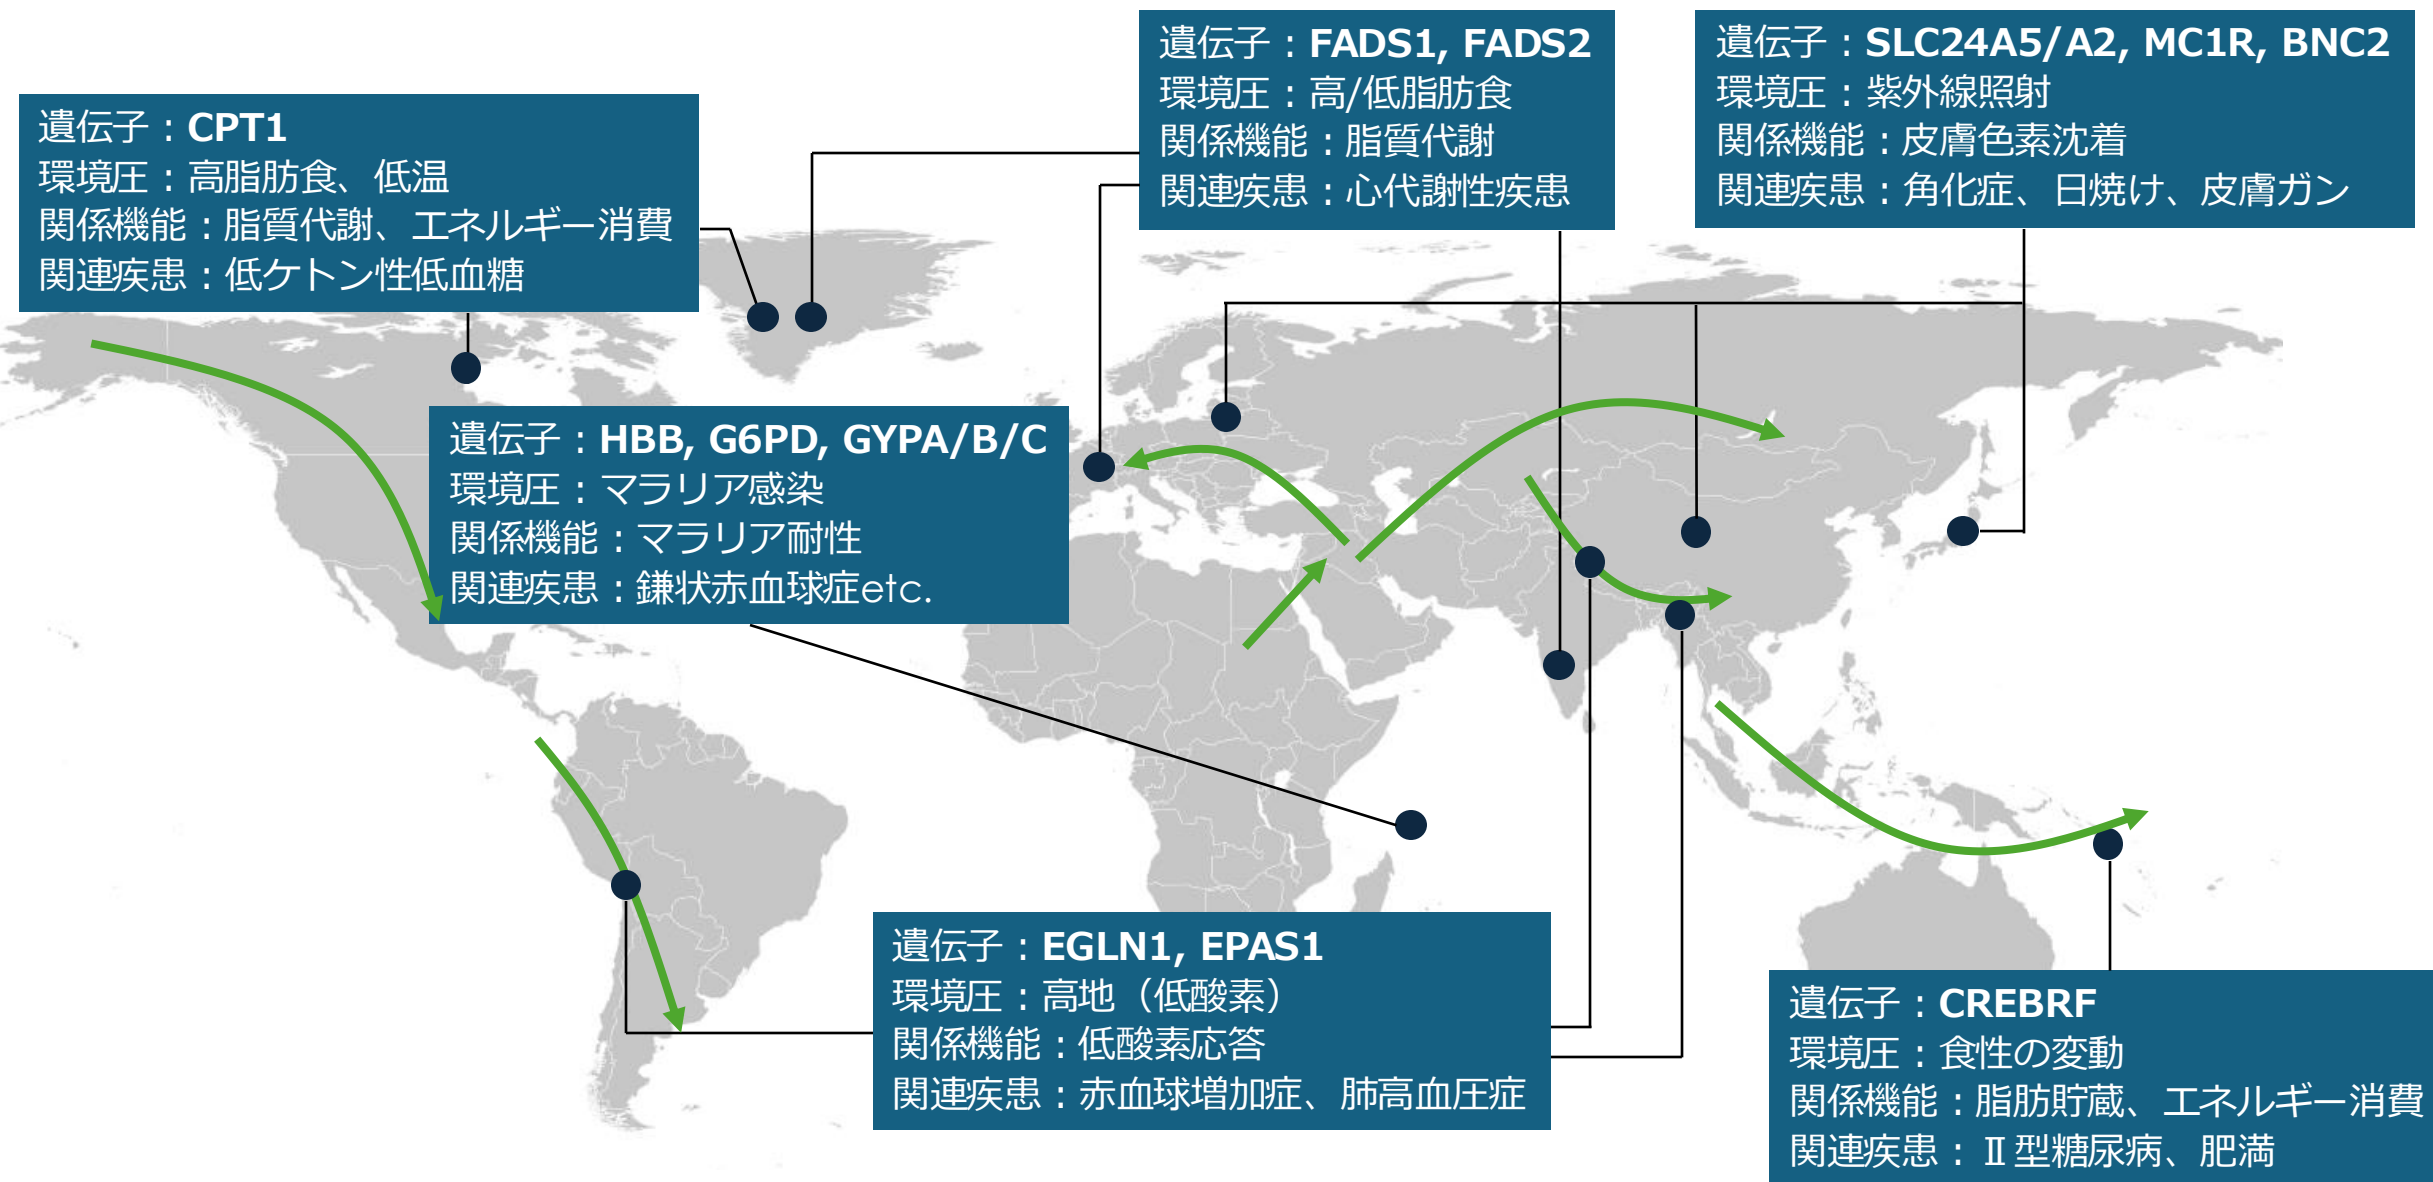 遺伝子：CPT1
環境圧：高脂肪食、低温
関係機能：脂質代謝、エネルギー消費
関連疾患：低ケトン性低血糖
遺伝子：FADS1, FADS2
環境圧：高/低脂肪食
関係機能：脂質代謝
関連疾患：心代謝性疾患
遺伝子：SLC24A5/A2, MC1R, BNC2
環境圧：紫外線照射
関係機能：皮膚色素沈着
関連疾患：角化症、日焼け、皮膚ガン
遺伝子：HBB, G6PD, GYPA/B/C
環境圧：マラリア感染
関係機能：マラリア耐性
関連疾患：鎌状赤血球症etc.
遺伝子：EGLN1, EPAS1
環境圧：高地（低酸素）
関係機能：低酸素応答
関連疾患：赤血球増加症、肺高血圧症
遺伝子：CREBRF
環境圧：食性の変動
関係機能：脂肪貯蔵、エネルギー消費
関連疾患：Ⅱ型糖尿病、肥満